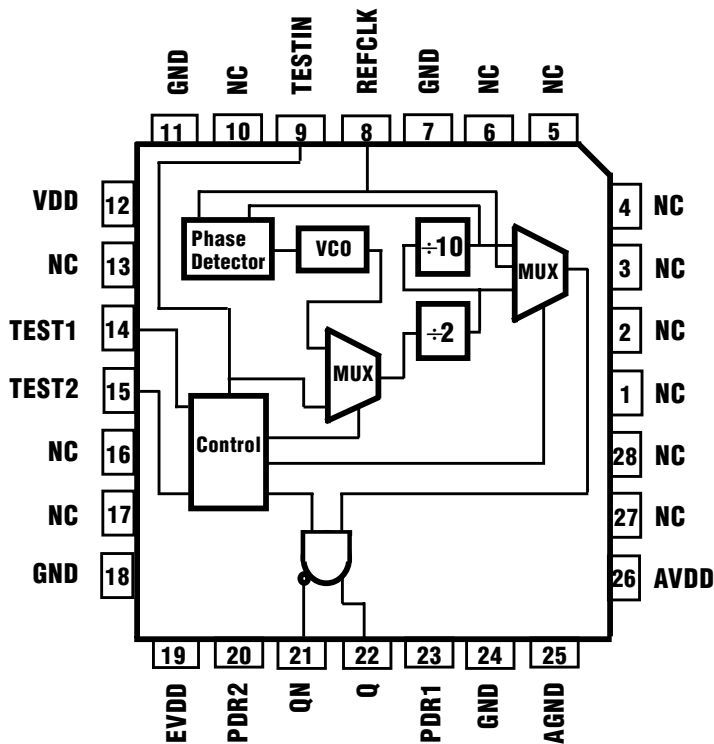 GND
NC
TESTIN
REFCLK
GND
NC
NC
11
10
9
8
7
6
5
VDD 12
4 NC
Phase
Detector
VCO
÷10
MUX
NC 13
3 NC
TEST1 14
÷2
2 NC
MUX
TEST2 15
1 NC
Control
NC 16
28 NC
NC 17
27 NC
GND 18
26 AVDD
19
20
21
22
23
24
25
EVDD
PDR2
QN
Q
PDR1
GND
AGND